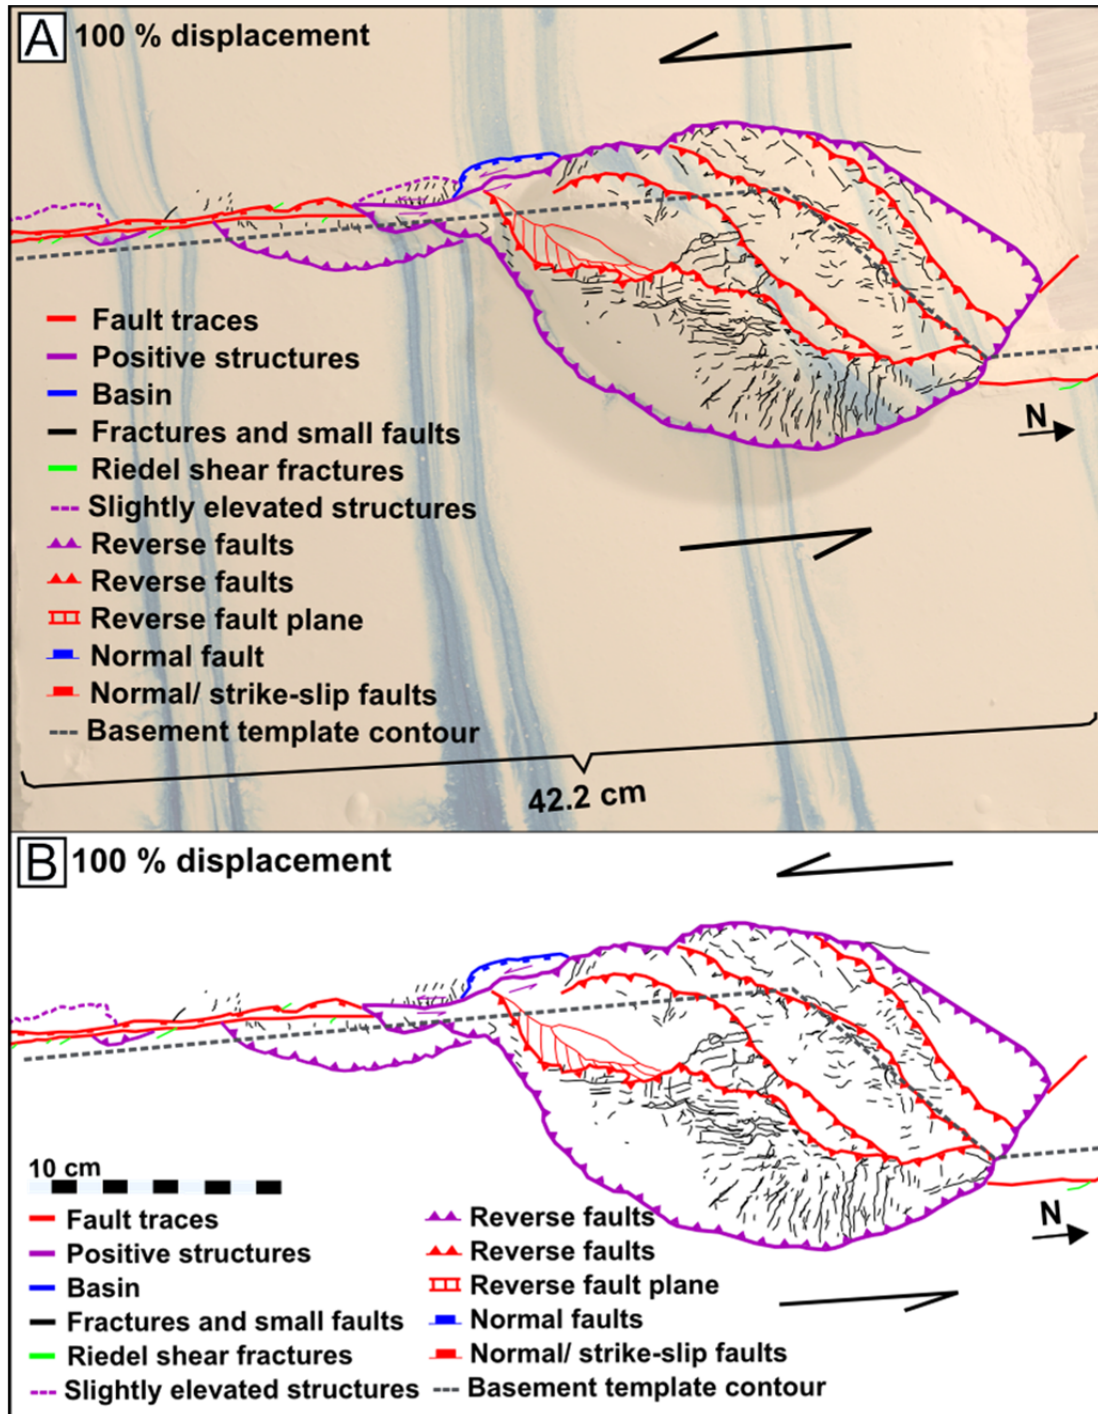 A 100 % displacement
N
Fault traces
Positive structures
Basin
Fractures and small faults
Riedel shear fractures
Slightly elevated structures
Reverse faults
Reverse faults
Reverse fault plane
Normal fault
Normal/ strike-slip faults
Basement template contour
42.2 cm
B 100 % displacement
10 cm
N
Fault traces
Positive structures
Basin
Fractures and small faults
Riedel shear fractures
Slightly elevated structures
Reverse faults
Reverse faults
Reverse fault plane
Normal faults
Normal/ strike-slip faults
Basement template contour